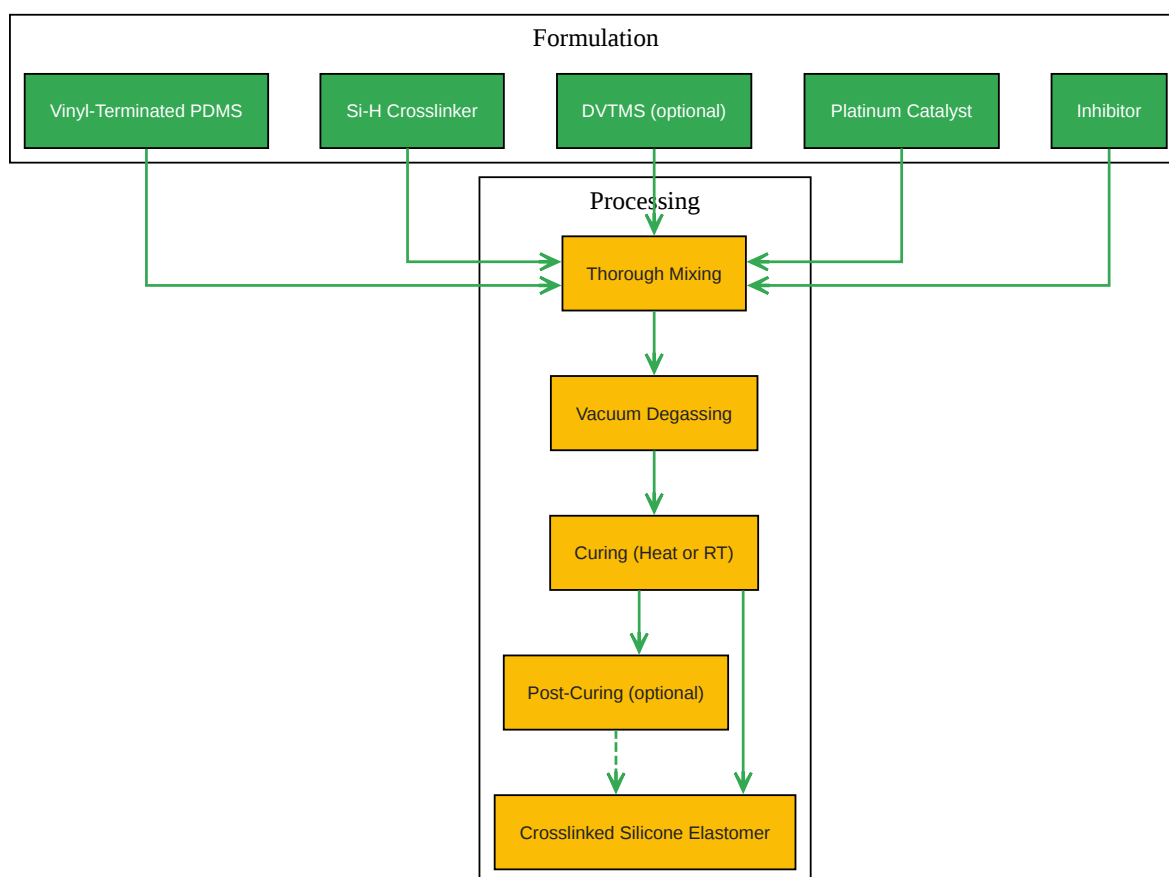 Formulation
Vinyl-Terminated PDMS
Si-H Crosslinker
DVTMS (optional)
Platinum Catalyst
Inhibitor
Processing
Thorough Mixing
Vacuum Degassing
Curing (Heat or RT)
Post-Curing (optional)
Crosslinked Silicone Elastomer